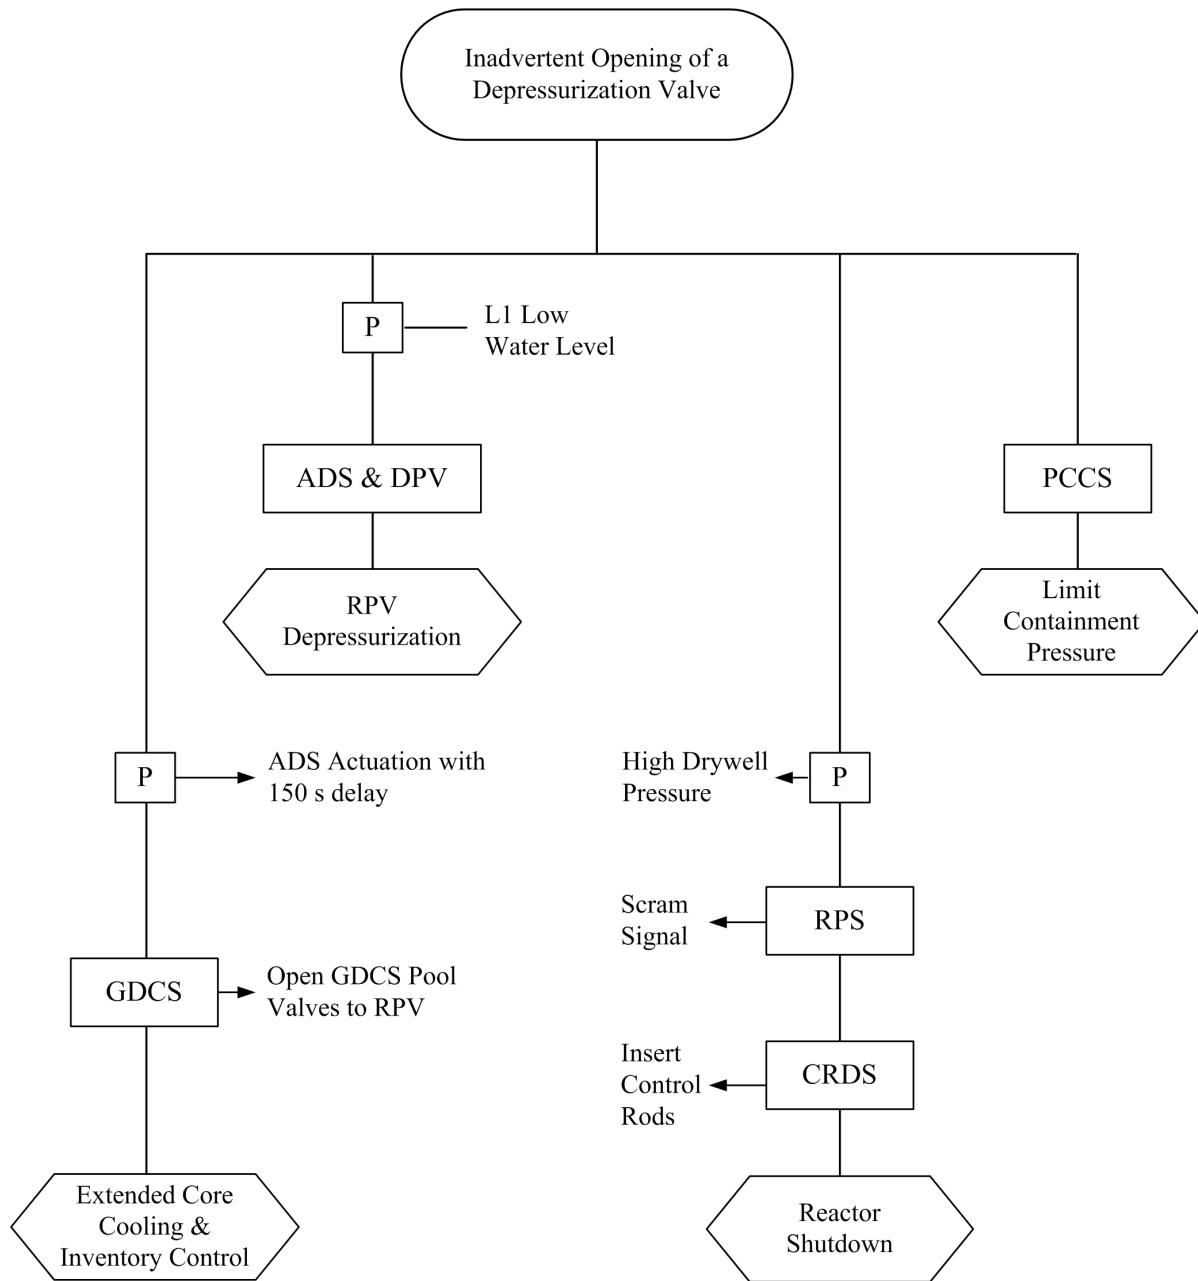 Inadvertent Opening of a
Depressurization Valve
P
L1 Low
Water Level
ADS & DPV
PCCS
RPV
Depressurization
Limit
Containment
Pressure
P
ADS Actuation with
150 s delay
High Drywell
Pressure
P
Scram
Signal
RPS
GDCS
Open GDCS Pool
Valves to RPV
Insert
Control
Rods
CRDS
Extended Core
Cooling &
Inventory Control
Reactor
Shutdown